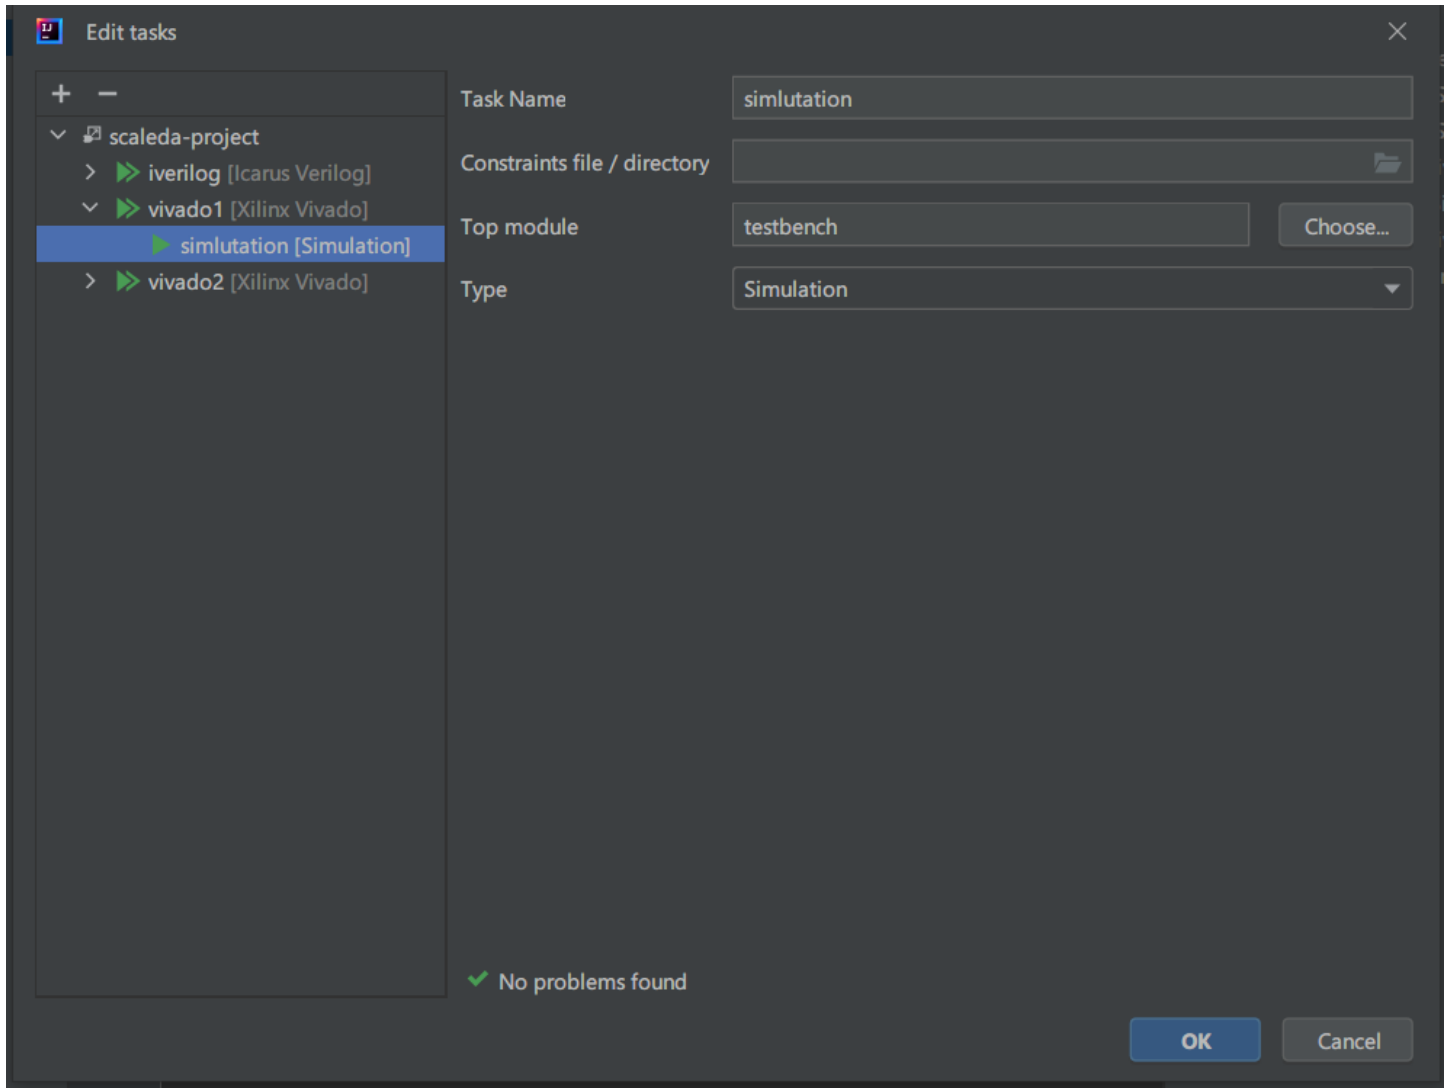 Edit tasks
scaleda-project
iverilog [Icarus Verilog]
vivado1 [Xilinx Vivado]
simlutation [Simulation]
vivado2 [Xilinx Vivado]
Task Name simlutation
Constraints file / directory
Top module testbench Choose...
Type Simulation
No problems found
OK Cancel